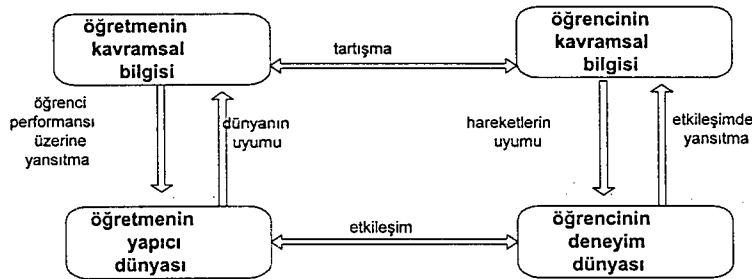 öğretmenin
kavramsal
bilgisi
tartışma
öğrencinin
kavramsal
bilgisi
öğrenci
performansı
üzerine
yansıtma
dünyanın
uyumu
hareketlerin
uyumu
etkileşimde
yansıtma
öğretmenin
yapıcı
dünyası
etkileşim
öğrencinin
deneyim
dünyası